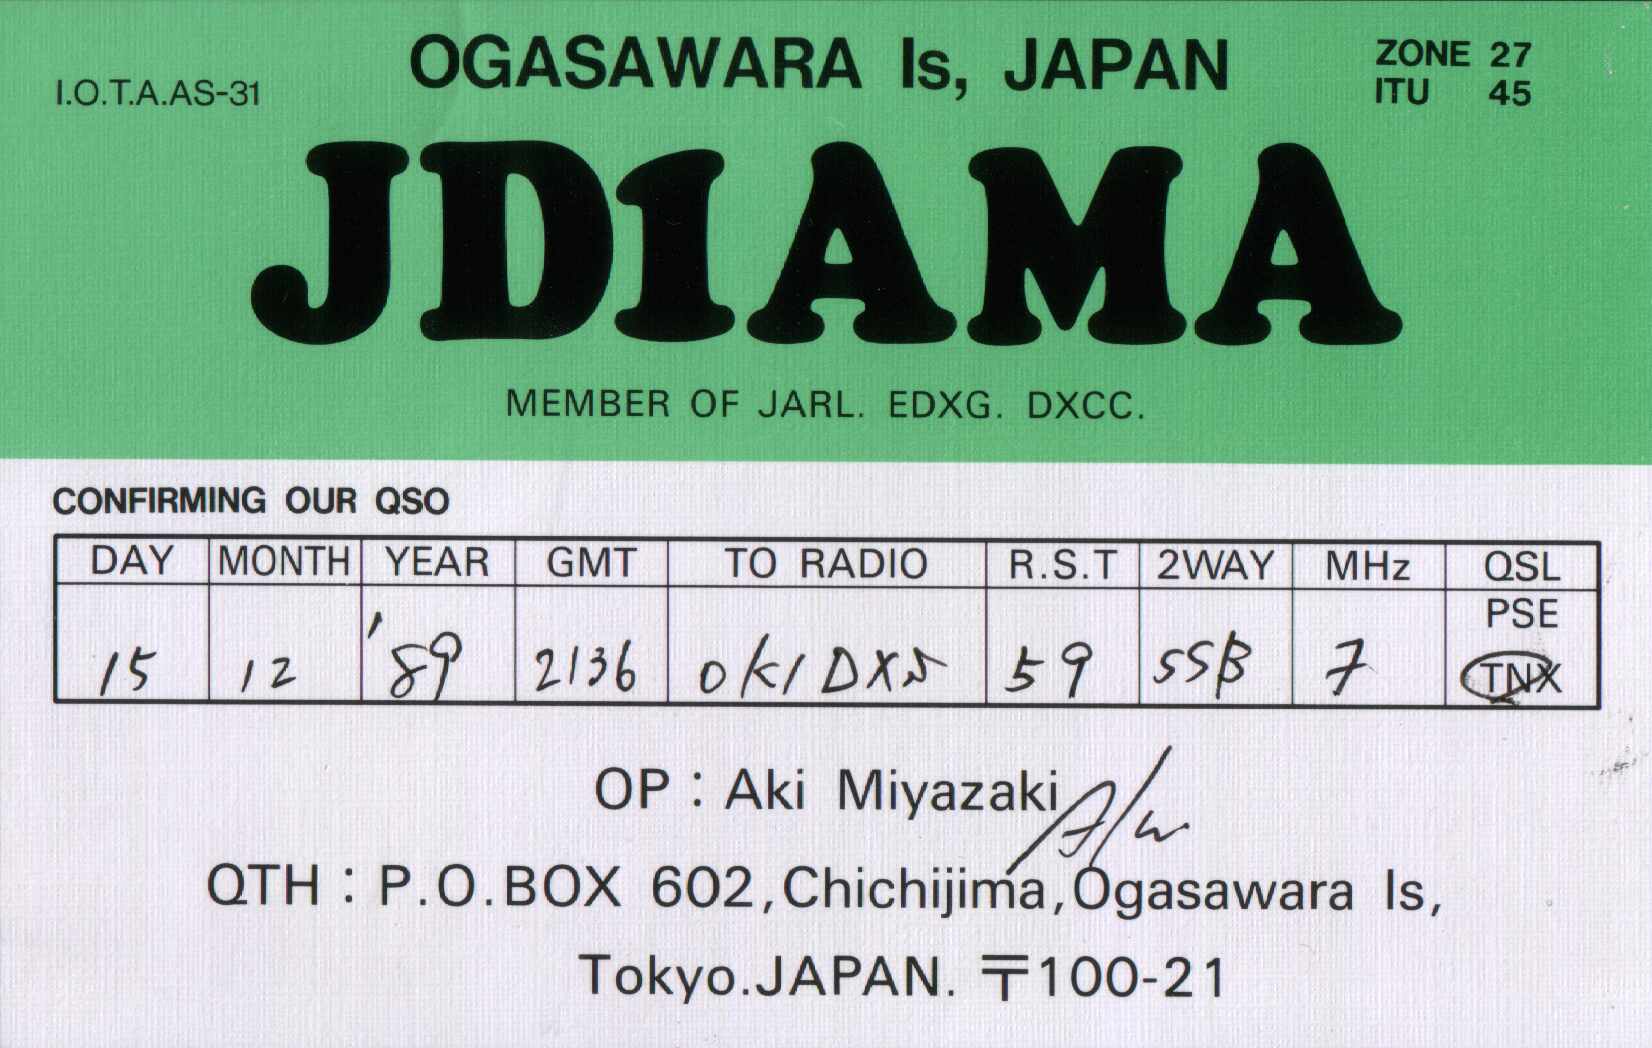 OGASAWARA Is, JAPAN
I.O.T.A.AS-31
ZONE 27
ITU 45
JD1AMA
MEMBER OF JARL. EDXG. DXCC.
CONFIRMING OUR QSO
DAY MONTH YEAR GMT TO RADIO R.S.T 2WAY MHz QSL
PSE
15 12 '89 2136 OK1DXS 59 SSB 7 TNX
OP : Aki Miyazaki
QTH : P.O.BOX 602,Chichijima,Ogasawara Is,
Tokyo.JAPAN. 〒100-21